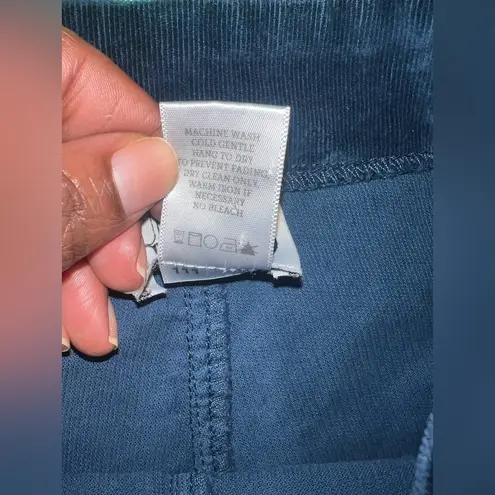 MACHINE WASH
COLD GENTLE
HANG TO DRY
TO PREVENT FADING
DRY CLEAN ONLY
WARM IRON IF
NECESSARY
NO BLEACH